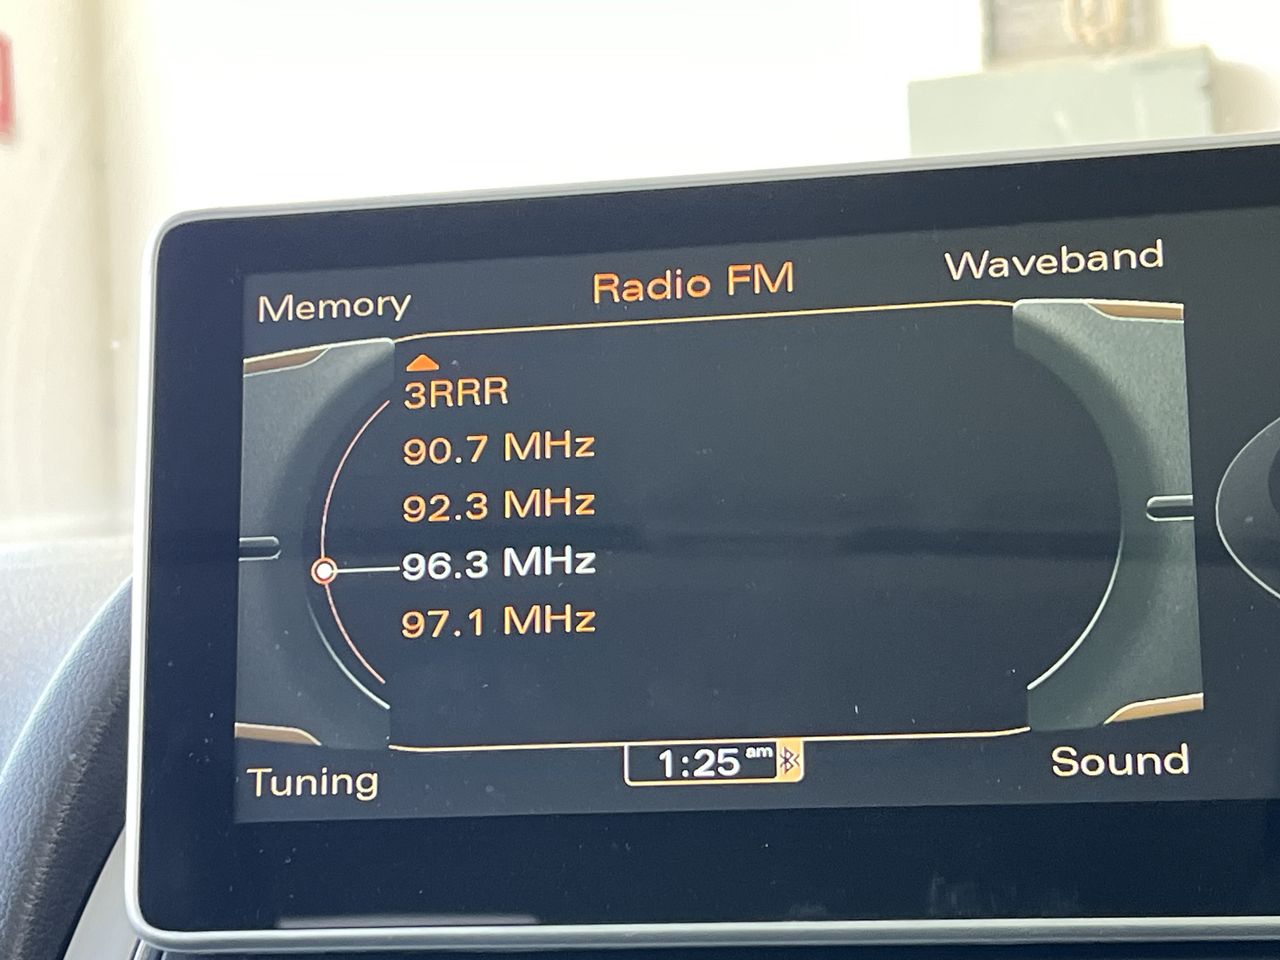 Memory
Radio FM
Waveband
3RRR
90.7 MHz
92.3 MHz
96.3 MHz
97.1 MHz
Tuning
1:25 am
Sound